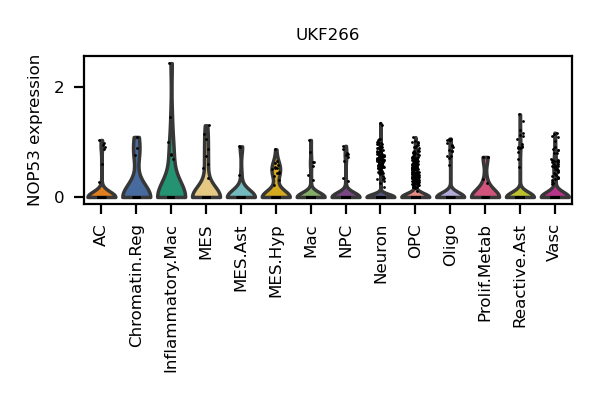 UKF266
NOP53 expression
2
0
AC
Chromatin.Reg
Inflammatory.Mac
MES
MES.Ast
MES.Hyp
Mac
NPC
Neuron
OPC
Oligo
Prolif.Metab
Reactive.Ast
Vasc